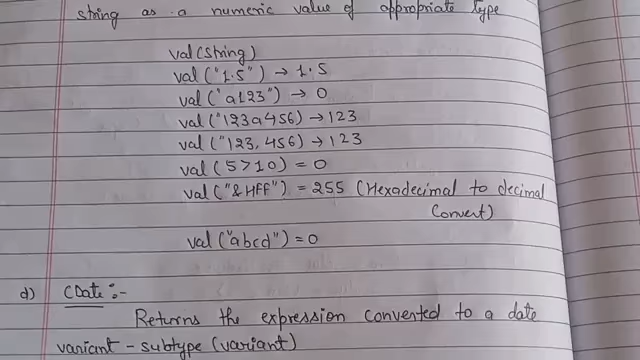 string as a numeric value of appropriate type
val(string)
val("1.5") → 1.5
val("a123") → 0
val("123a456) → 123
val("123,456) → 123
val(5>10) = 0
val("&HFF") = 255 (Hexadecimal to decimal
Convert)
val("abcd") = 0
d) CDate :-
Returns the expression converted to a date
variant - subtype (variant)